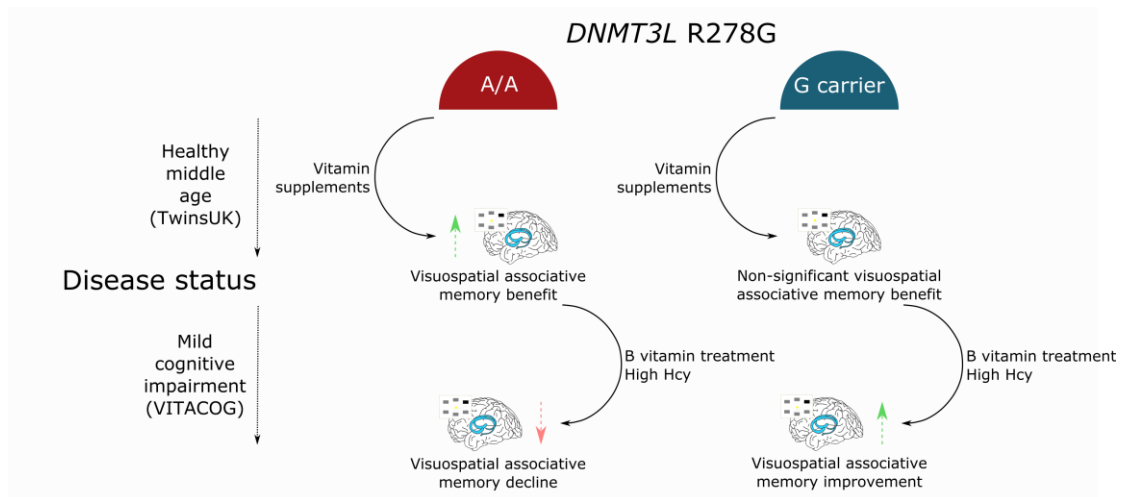 DNMT3L R278G
A/A
G carrier
Healthy
middle
age
(TwinsUK)
Vitamin
supplements
Vitamin
supplements
Disease status
Visuospatial associative
memory benefit
Non-significant visuospatial
associative memory benefit
Mild
cognitive
impairment
(VITACOG)
B vitamin treatment
High Hcy
B vitamin treatment
High Hcy
Visuospatial associative
memory decline
Visuospatial associative
memory improvement